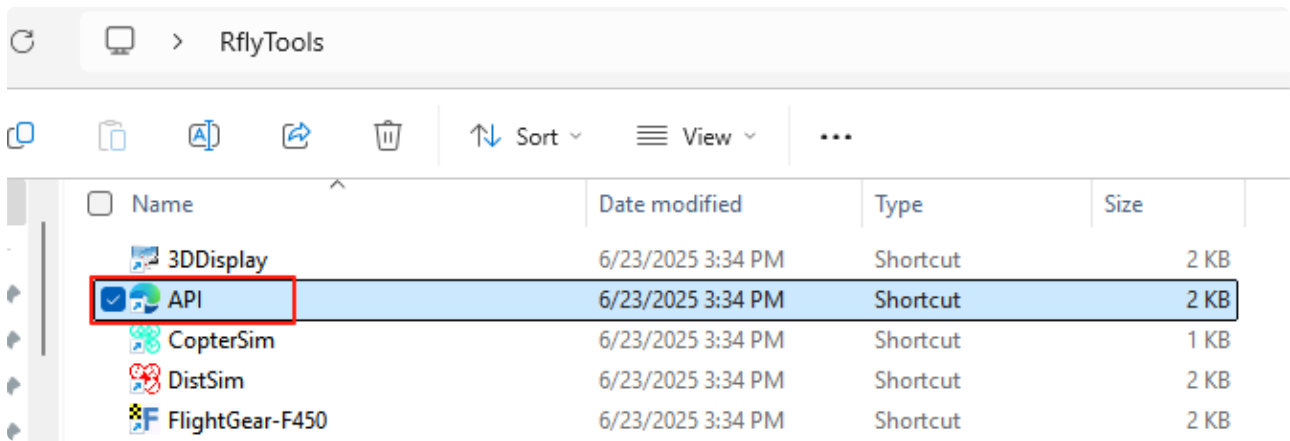 RflyTools
Sort View
Name Date modified Type Size
3DDisplay 6/23/2025 3:34 PM Shortcut 2 KB
API 6/23/2025 3:34 PM Shortcut 2 KB
CopterSim 6/23/2025 3:34 PM Shortcut 1 KB
DistSim 6/23/2025 3:34 PM Shortcut 2 KB
FlightGear-F450 6/23/2025 3:34 PM Shortcut 2 KB